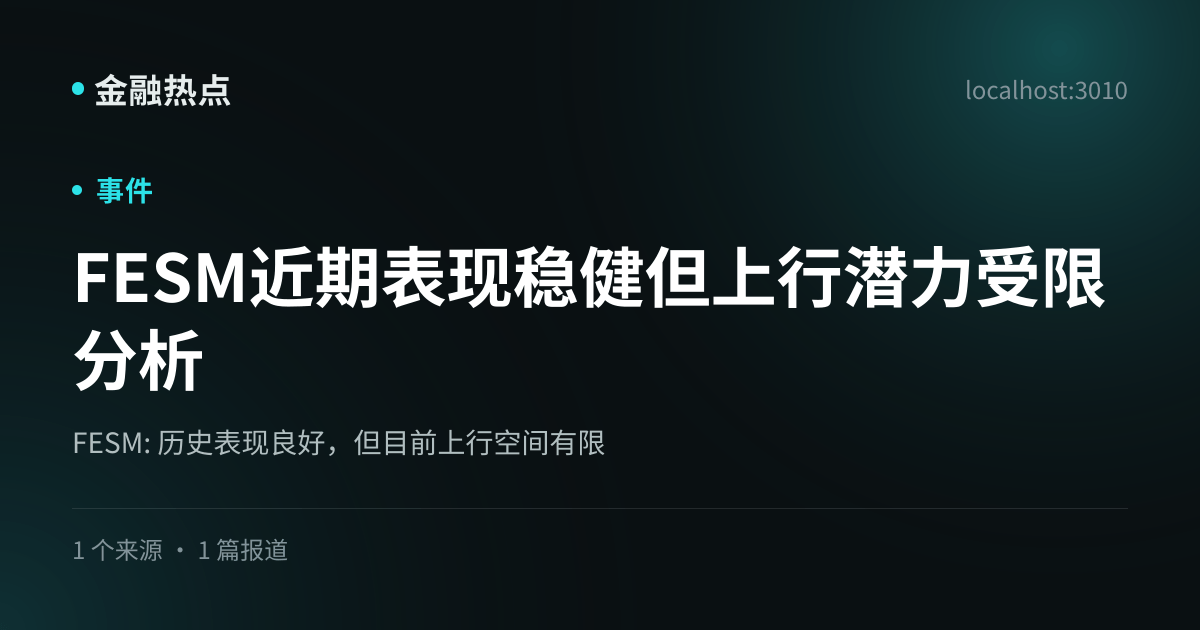 金融热点
localhost:3010
事件
FESM近期表现稳健但上行潜力受限
分析
FESM: 历史表现良好，但目前上行空间有限
1 个来源 • 1 篇报道